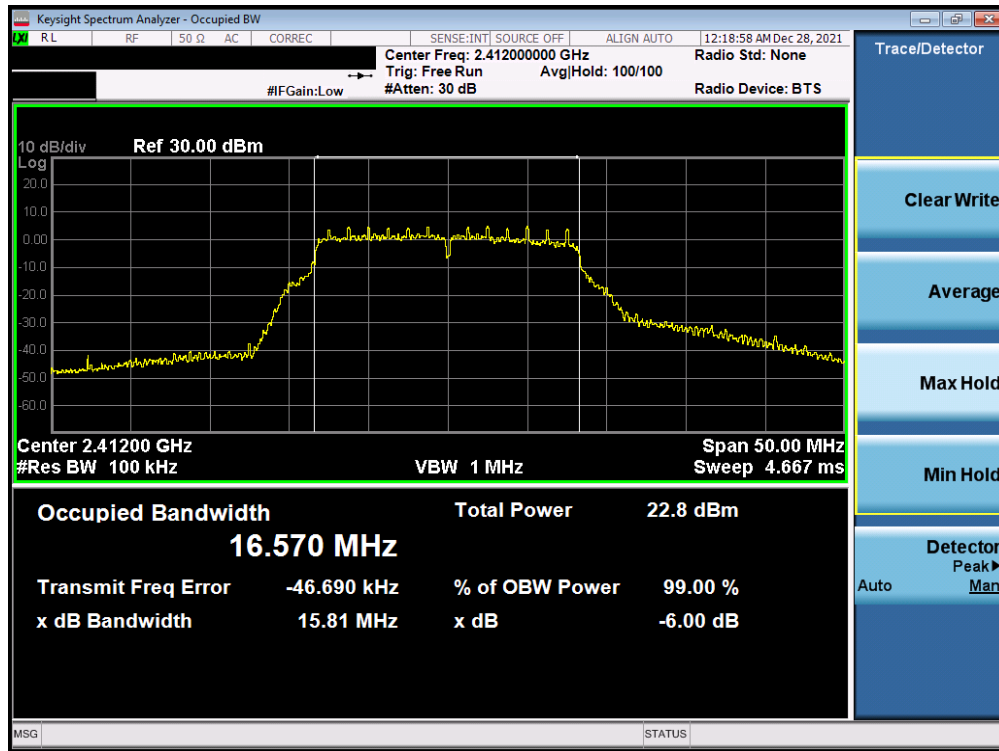 Keysight Spectrum Analyzer - Occupied BW
LXI RL RF 50 Ω AC CORREC SENSE:INT SOURCE OFF ALIGN AUTO 12:18:58 AM Dec 28, 2021
Center Freq: 2.412000000 GHz Radio Std: None
Trig: Free Run Avg|Hold: 100/100
#IFGain:Low #Atten: 30 dB Radio Device: BTS
10 dB/div Ref 30.00 dBm
Log
20.0
10.0
0.00
-10.0
-20.0
-30.0
-40.0
-50.0
-60.0
Center 2.41200 GHz Span 50.00 MHz
#Res BW 100 kHz VBW 1 MHz Sweep 4.667 ms
Occupied Bandwidth Total Power 22.8 dBm
16.570 MHz
Transmit Freq Error -46.690 kHz % of OBW Power 99.00 %
x dB Bandwidth 15.81 MHz x dB -6.00 dB
Trace/Detector
Clear Write
Average
Max Hold
Min Hold
Detector
Peak▶
Auto Man
MSG STATUS